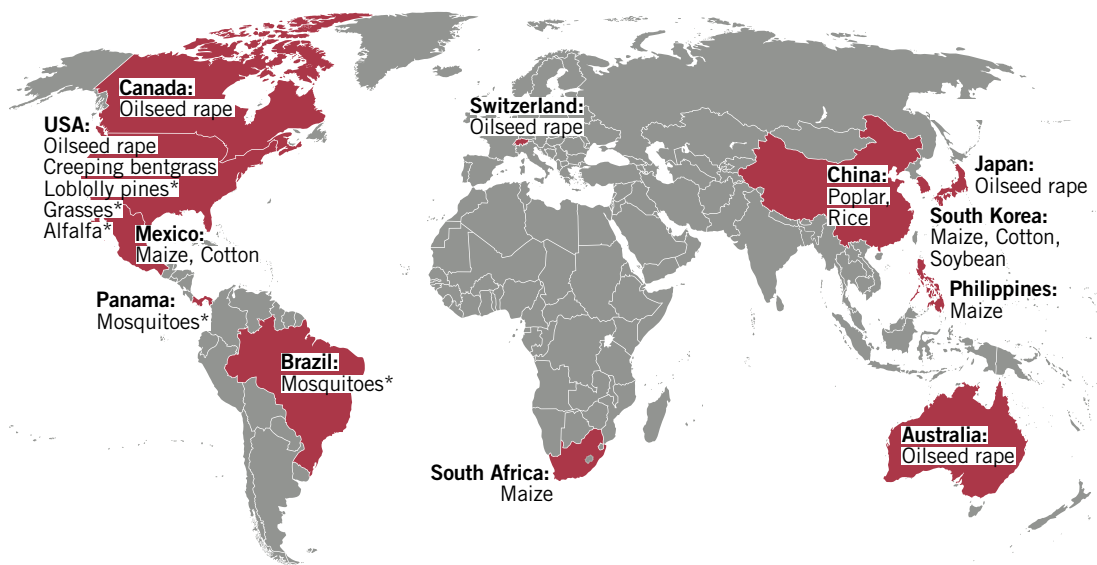 Canada:
Oilseed rape
USA:
Oilseed rape
Creeping bentgrass
Loblolly pines*
Grasses*
Alfalfa*
Mexico:
Maize, Cotton
Panama:
Mosquitoes*
Brazil:
Mosquitoes*
Switzerland:
Oilseed rape
South Africa:
Maize
China:
Poplar,
Rice
Japan:
Oilseed rape
South Korea:
Maize, Cotton,
Soybean
Philippines:
Maize
Australia:
Oilseed rape